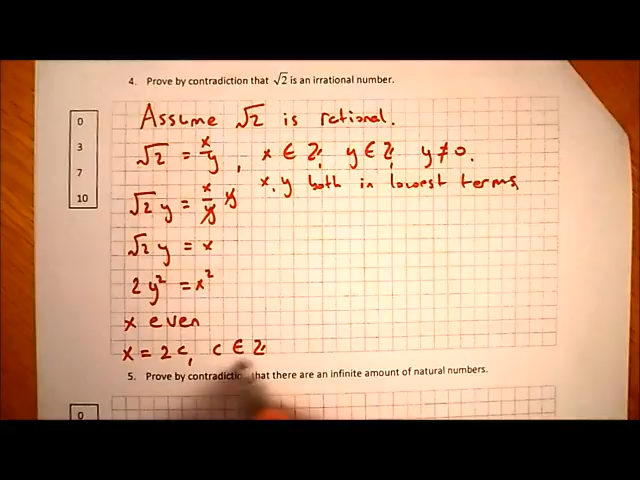 4. Prove by contradiction that √2 is an irrational number.
0
3
7
10
Assume √2 is rational.
√2 = x/y , x ∈ ℤ, y ∈ ℤ, y ≠ 0.
x, y both in lowest terms
√2 y = x/y y
√2 y = x
2y² = x²
x even
x = 2c, c ∈ ℤ
5. Prove by contradiction that there are an infinite amount of natural numbers.
0